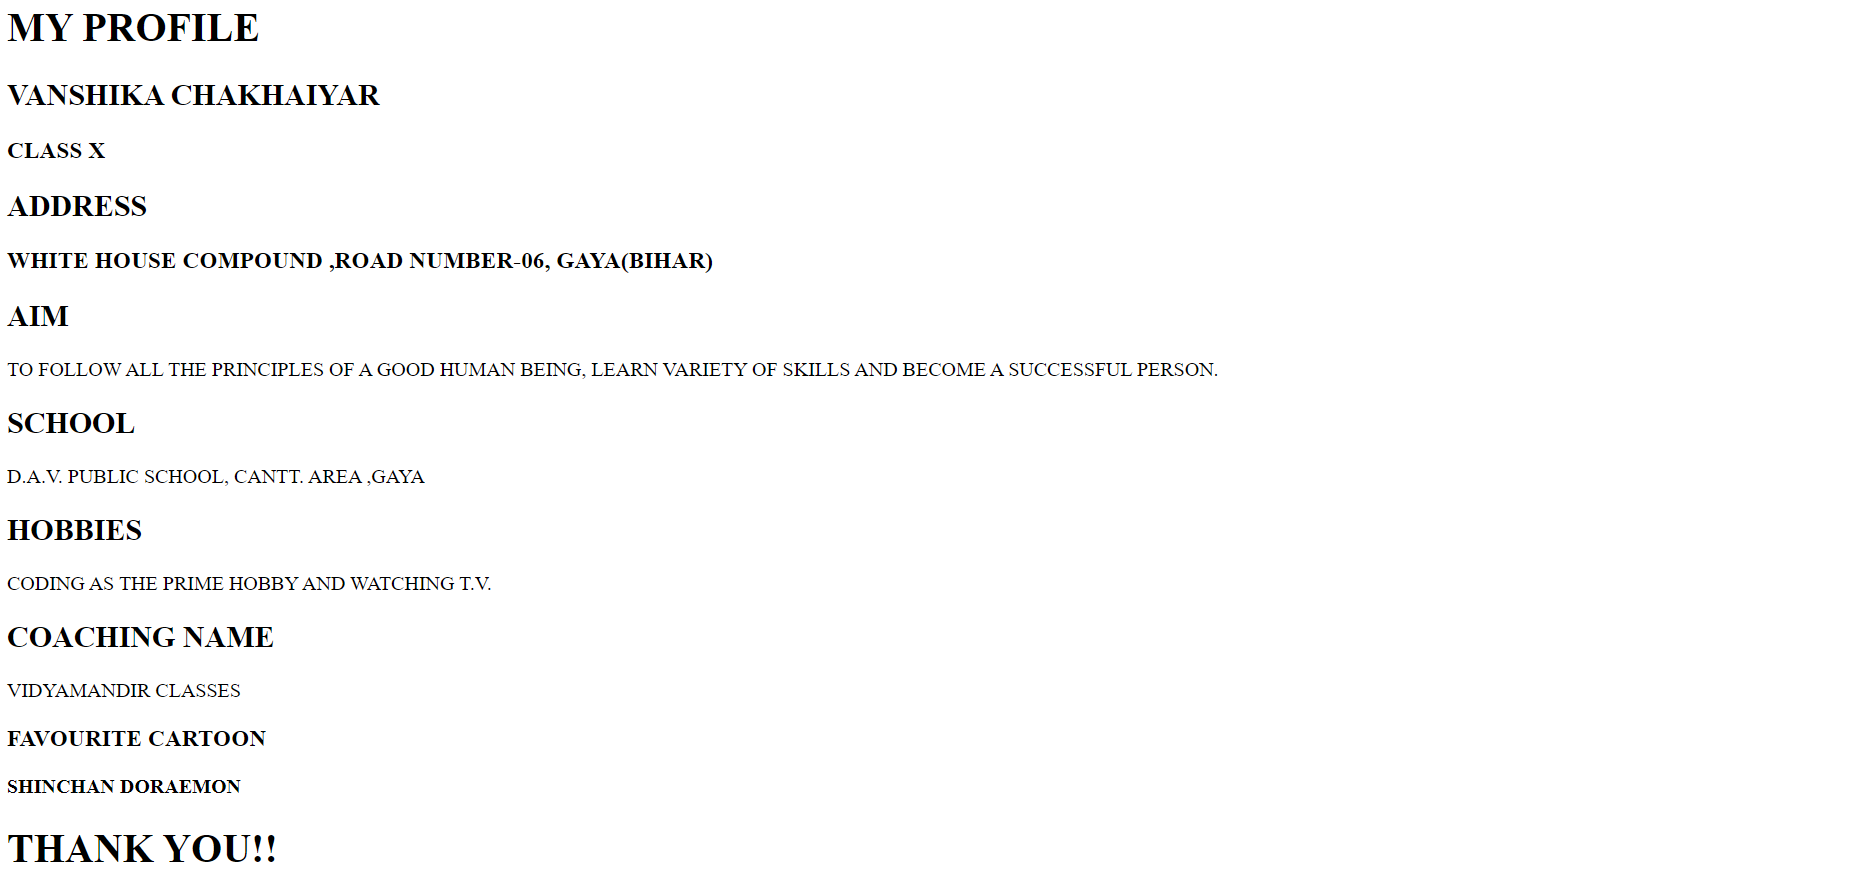 MY PROFILE
VANSHIKA CHAKHAIYAR
CLASS X
ADDRESS
WHITE HOUSE COMPOUND ,ROAD NUMBER-06, GAYA(BIHAR)
AIM
TO FOLLOW ALL THE PRINCIPLES OF A GOOD HUMAN BEING, LEARN VARIETY OF SKILLS AND BECOME A SUCCESSFUL PERSON.
SCHOOL
D.A.V. PUBLIC SCHOOL, CANTT. AREA ,GAYA
HOBBIES
CODING AS THE PRIME HOBBY AND WATCHING T.V.
COACHING NAME
VIDYAMANDIR CLASSES
FAVOURITE CARTOON
SHINCHAN DORAEMON
THANK YOU!!